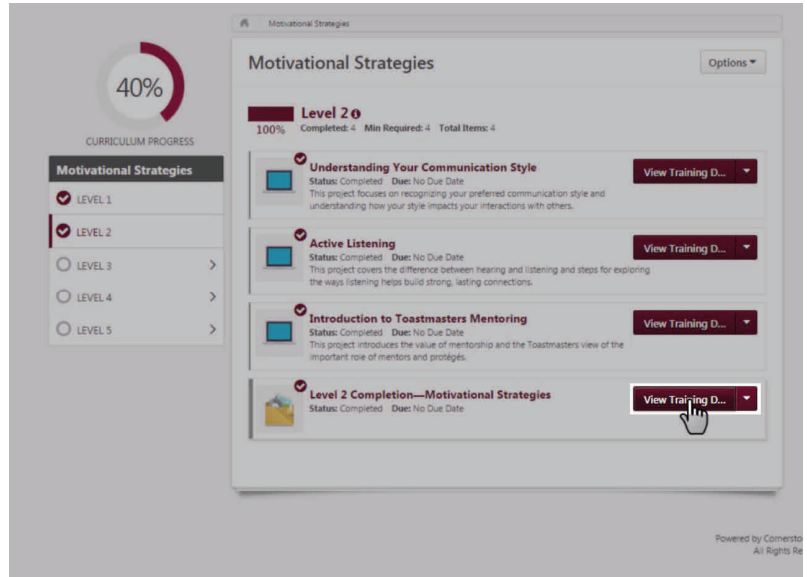 Motivational Strategies
40%
CURRICULUM PROGRESS
Motivational Strategies
LEVEL 1
LEVEL 2
LEVEL 3
LEVEL 4
LEVEL 5
Motivational Strategies
Options
Level 2
100% Completed: 4 Min Required: 4 Total Items: 4
Understanding Your Communication Style
Status: Completed Due: No Due Date
This project focuses on recognizing your preferred communication style and
understanding how your style impacts your interactions with others.
View Training D...
Active Listening
Status: Completed Due: No Due Date
This project covers the difference between hearing and listening and steps for exploring
the ways listening helps build strong, lasting connections.
View Training D...
Introduction to Toastmasters Mentoring
Status: Completed Due: No Due Date
This project introduces the value of mentorship and the Toastmasters view of the
important role of mentors and protégés.
View Training D...
Level 2 Completion—Motivational Strategies
Status: Completed Due: No Due Date
View Training D...
Powered by Cornersto
All Rights Re